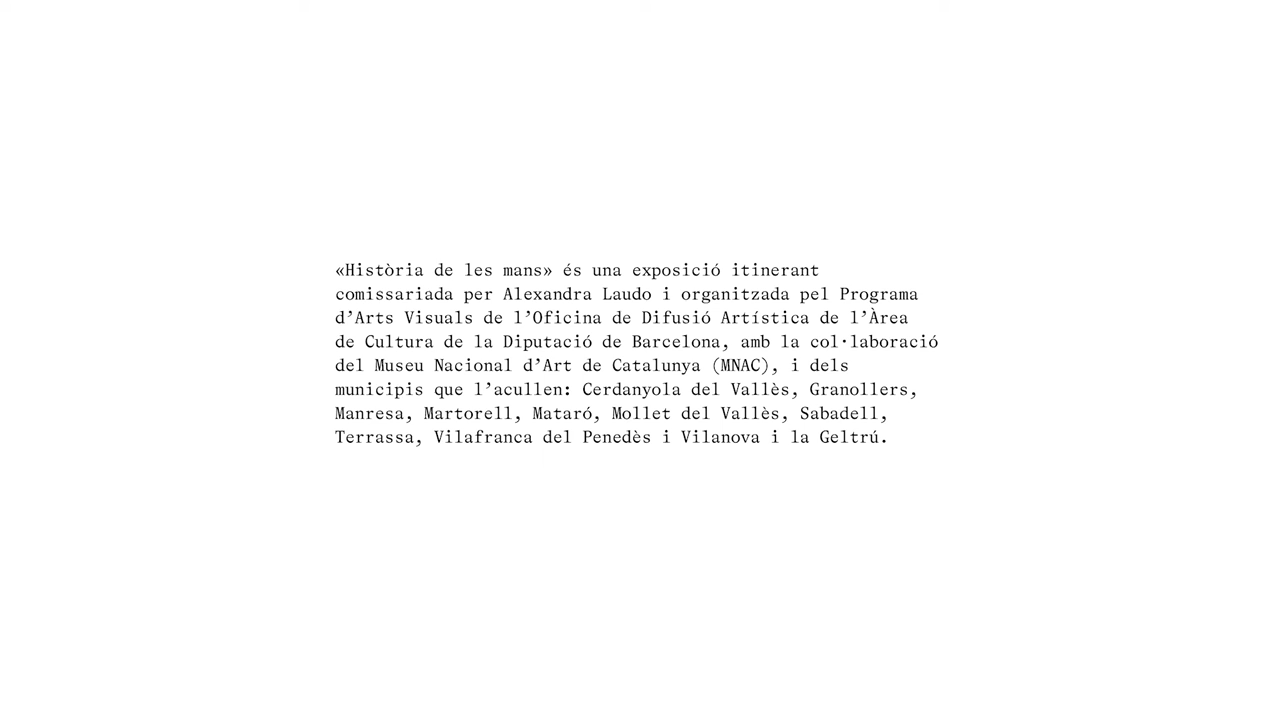 «Història de les mans» és una exposició itinerant
comissariada per Alexandra Laudo i organitzada pel Programa
d’Arts Visuals de l’Oficina de Difusió Artística de l’Àrea
de Cultura de la Diputació de Barcelona, amb la col·laboració
del Museu Nacional d’Art de Catalunya (MNAC), i dels
municipis que l’acullen: Cerdanyola del Vallès, Granollers,
Manresa, Martorell, Mataró, Mollet del Vallès, Sabadell,
Terrassa, Vilafranca del Penedès i Vilanova i la Geltrú.